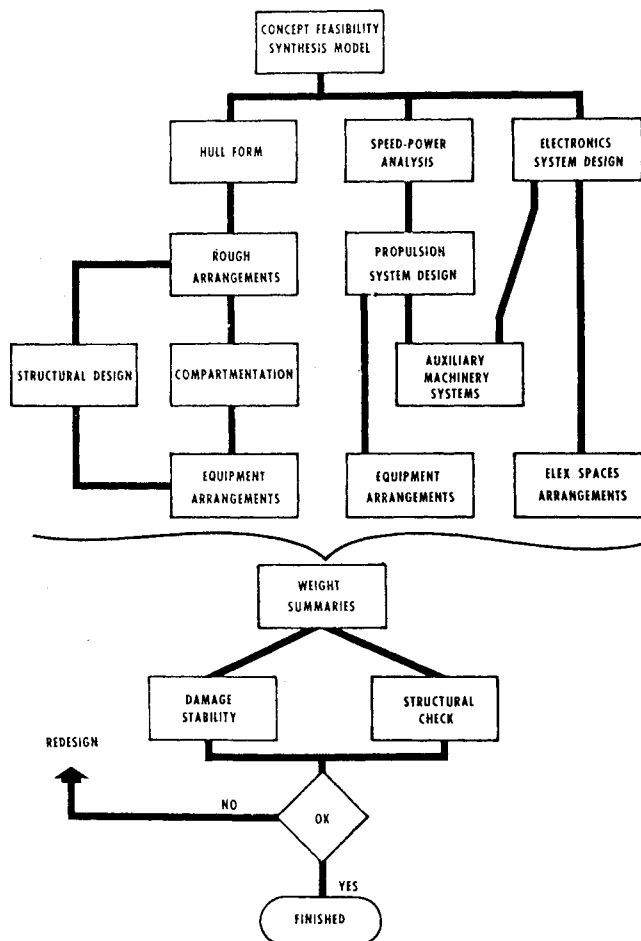 CONCEPT FEASIBILITY
SYNTHESIS MODEL
HULL FORM
SPEED-POWER
ANALYSIS
ELECTRONICS
SYSTEM DESIGN
ROUGH
ARRANGEMENTS
PROPULSION
SYSTEM DESIGN
STRUCTURAL DESIGN
COMPARTMENTATION
AUXILIARY
MACHINERY
SYSTEMS
EQUIPMENT
ARRANGEMENTS
EQUIPMENT
ARRANGEMENTS
ELEX SPACES
ARRANGEMENTS
WEIGHT
SUMMARIES
DAMAGE
STABILITY
STRUCTURAL
CHECK
REDESIGN
NO
OK
YES
FINISHED